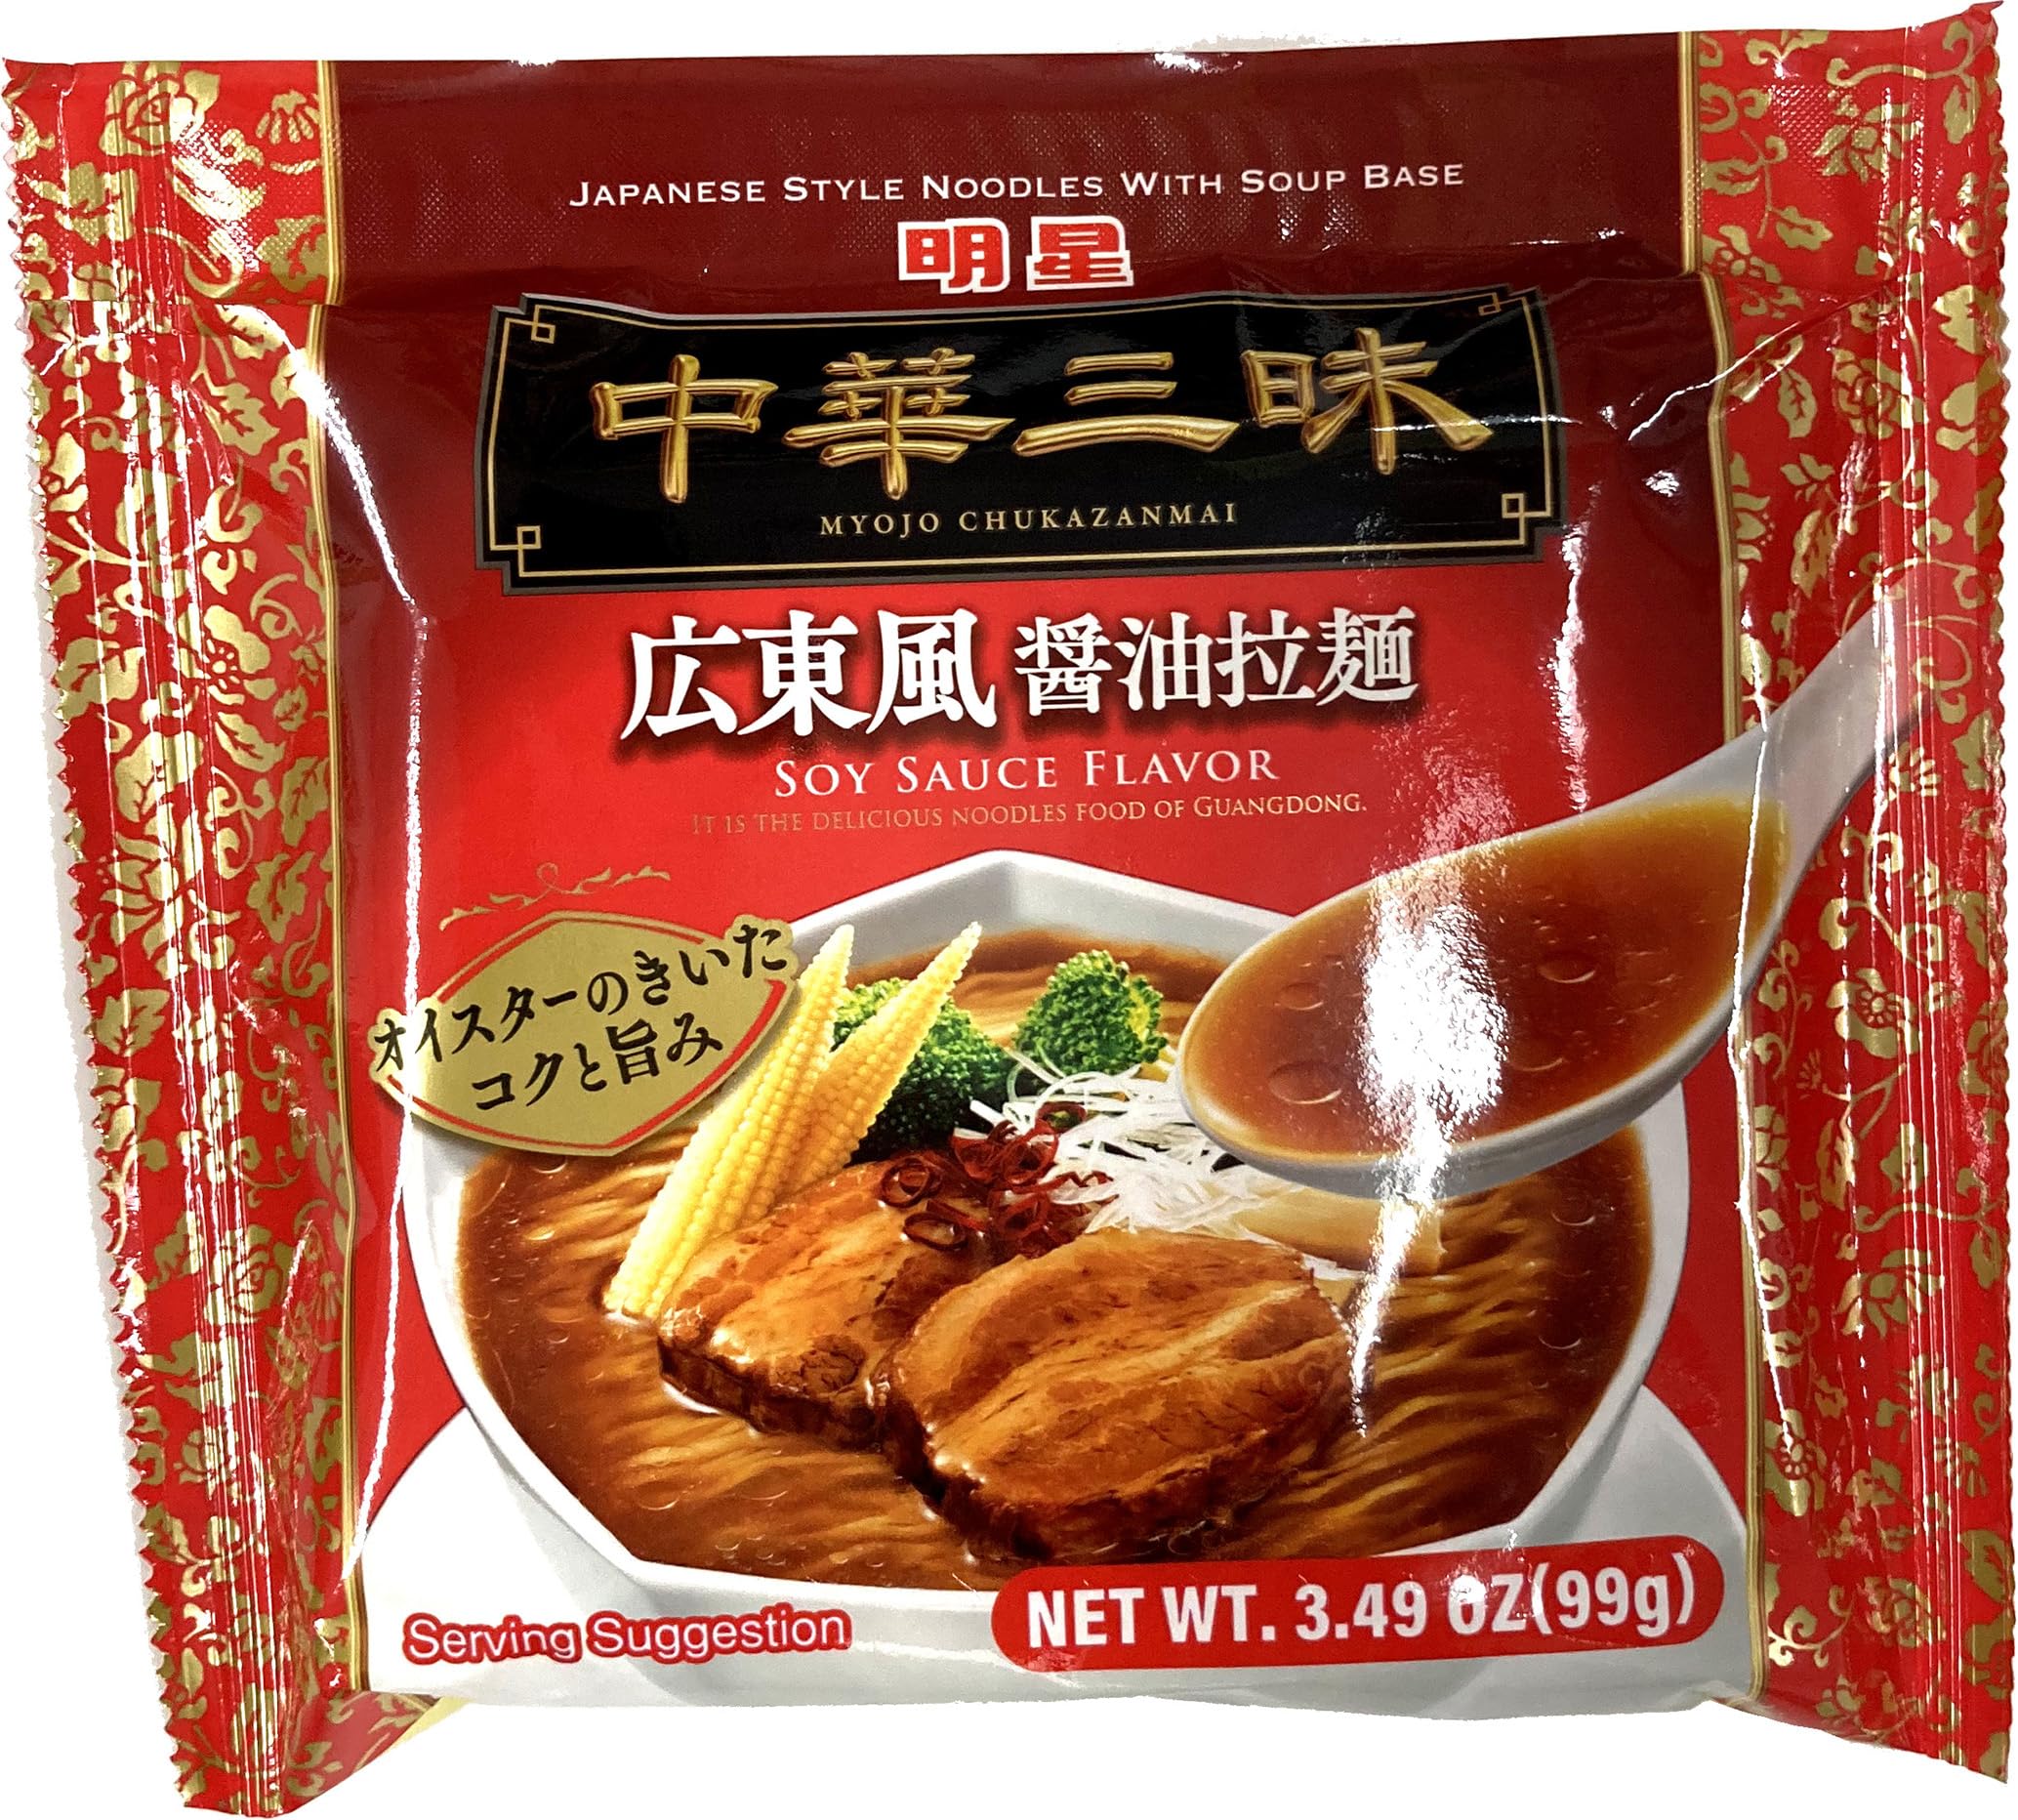 JAPANESE STYLE NOODLES WITH SOUP BASE
明星
中華三昧
MYOJO CHUKAZANMAI
広東風 醤油拉麺
SOY SAUCE FLAVOR
IT IS THE DELICIOUS NOODLES FOOD OF GUANGDONG.
オイスターのきいた
コクと旨み
Serving Suggestion
NET WT. 3.49 OZ(99g)